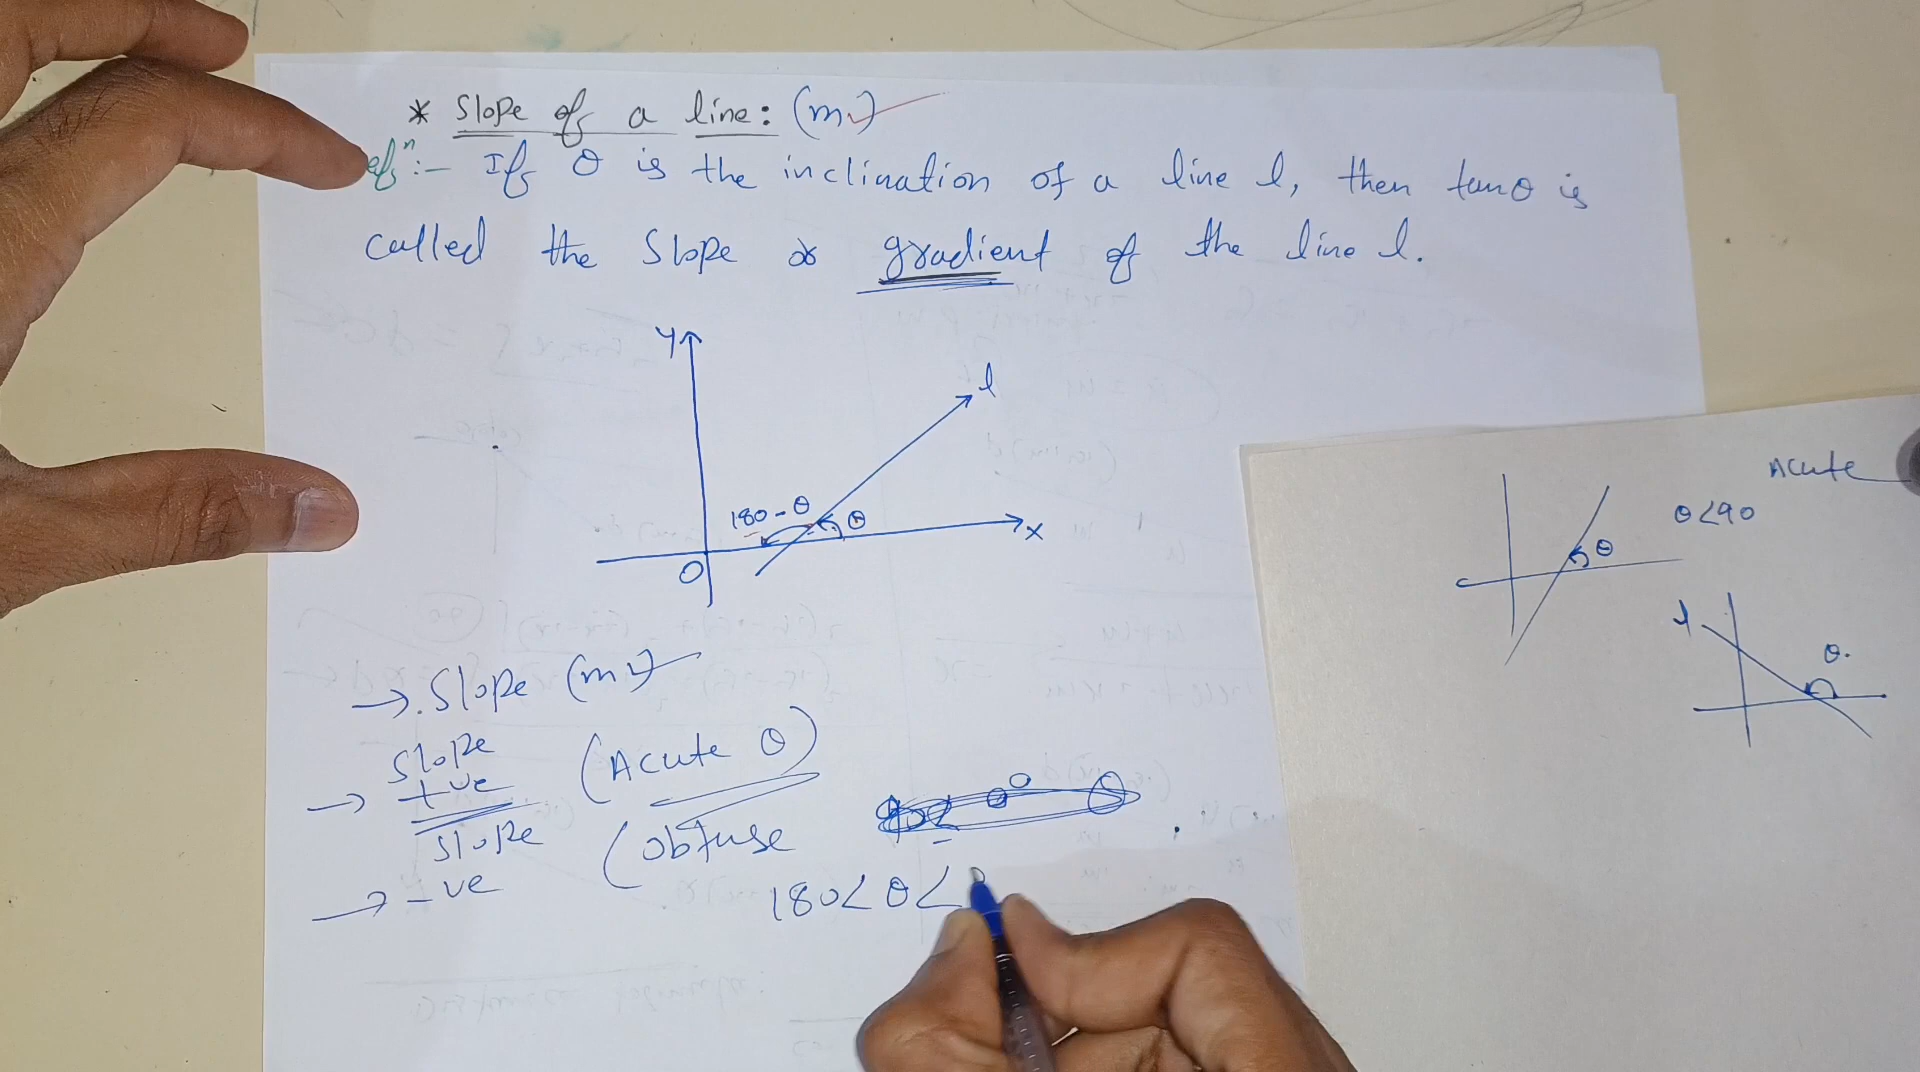 * Slope of a line: (m)
efⁿ:- If θ is the inclination of a line l, then tanθ is
called the Slope or gradient of the line l.
Y
l
180-θ θ
X
O
→ Slope (m)
Slope
→ +ve (Acute θ)
Slope (obtuse
→ -ve
180<θ<
Acute
θ<90
θ
l
θ.